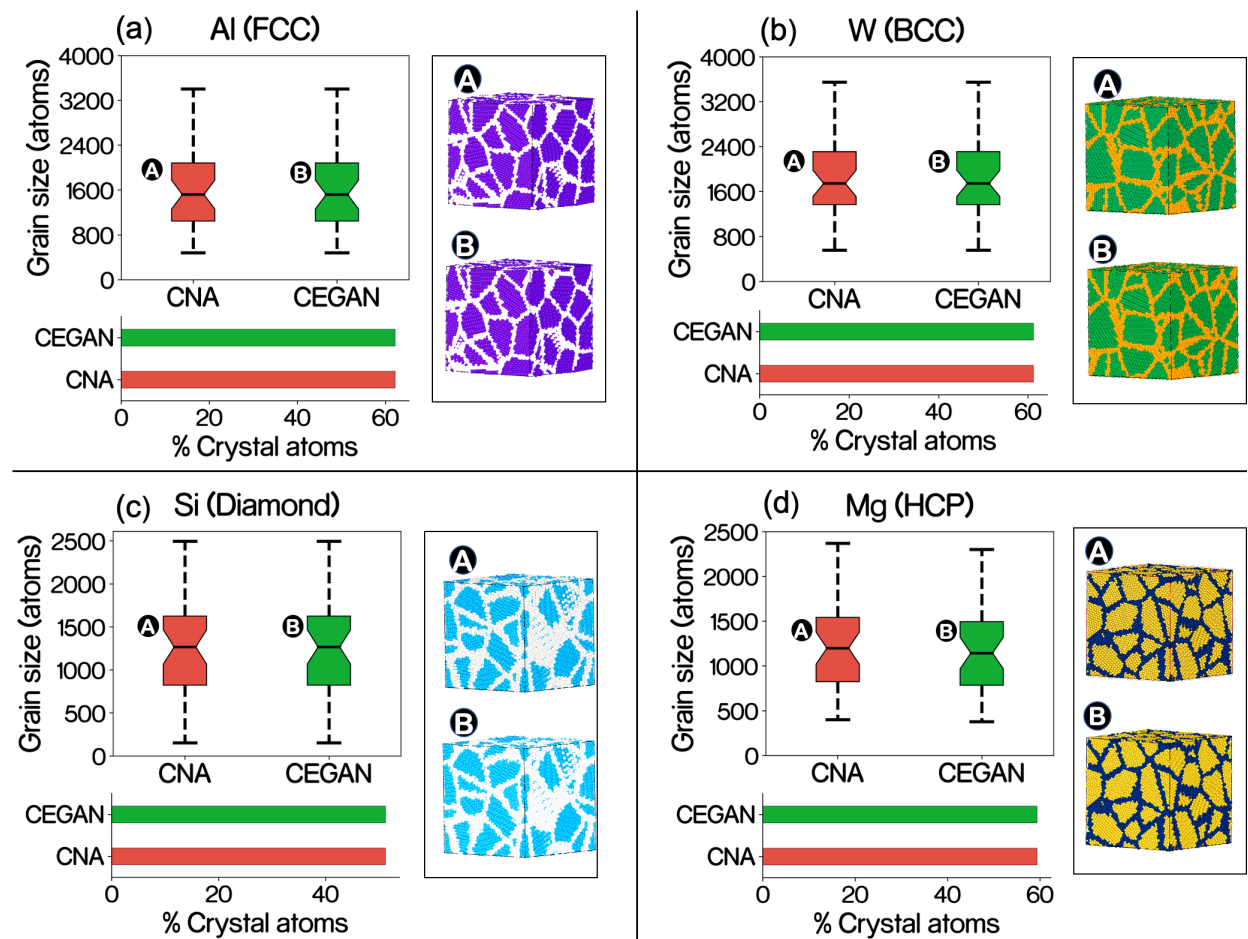 (a) Al (FCC)
Grain size (atoms)
4000
3200
2400
1600
800
0
A
B
CNA CEGAN
CEGAN
CNA
0 20 40 60
% Crystal atoms
A
B
(b) W (BCC)
Grain size (atoms)
4000
3200
2400
1600
800
0
A
B
CNA CEGAN
CEGAN
CNA
0 20 40 60
% Crystal atoms
A
B
(c) Si (Diamond)
Grain size (atoms)
2500
2000
1500
1000
500
0
A
B
CNA CEGAN
CEGAN
CNA
0 20 40
% Crystal atoms
A
B
(d) Mg (HCP)
Grain size (atoms)
2500
2000
1500
1000
500
0
A
B
CNA CEGAN
CEGAN
CNA
0 20 40 60
% Crystal atoms
A
B